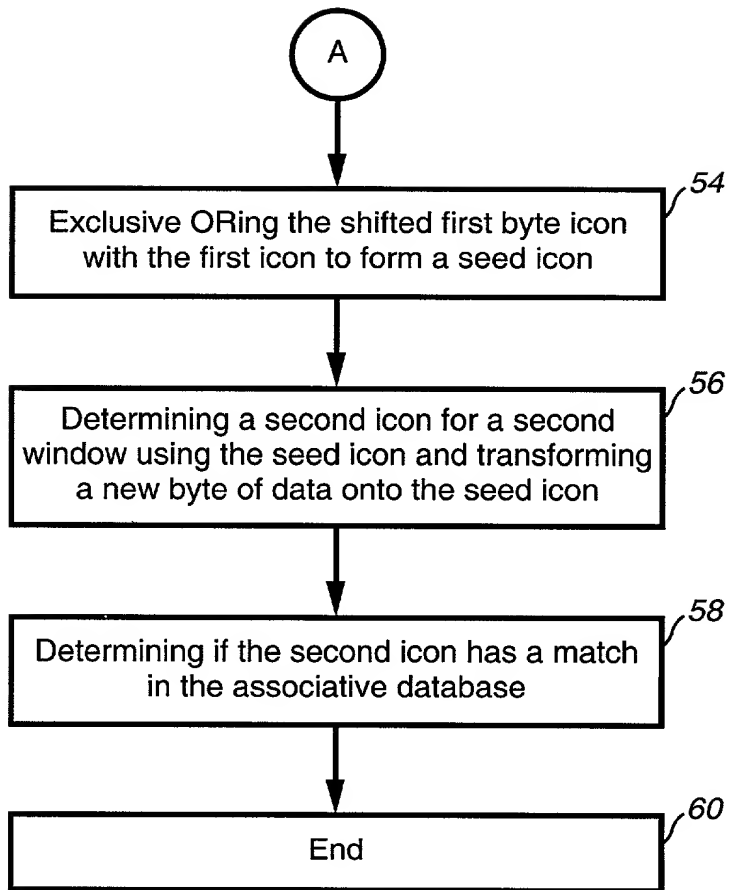 A
54
Exclusive ORing the shifted first byte icon
with the first icon to form a seed icon
56
Determining a second icon for a second
window using the seed icon and transforming
a new byte of data onto the seed icon
58
Determining if the second icon has a match
in the associative database
60
End